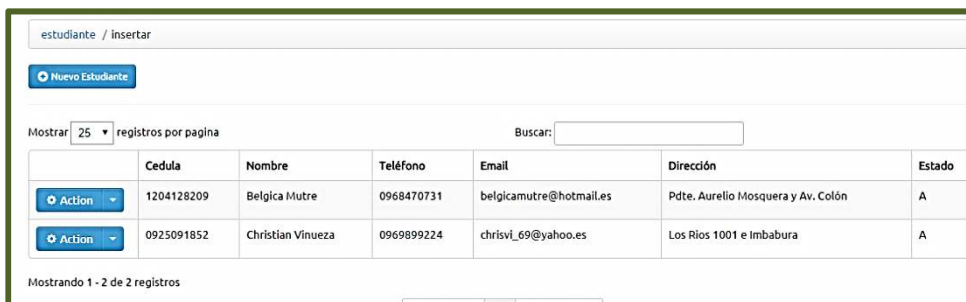 estudiante / insertar
Nuevo Estudiante
Mostrar 25 registros por pagina Buscar:
Cedula Nombre Teléfono Email Dirección Estado
Action 1204128209 Belgica Mutre 0968470731 belgicamutre@hotmail.es Pdte. Aurelio Mosquera y Av. Colón A
Action 0925091852 Christian Vinueza 0969899224 chrisvi_69@yahoo.es Los Rios 1001 e Imbabura A
Mostrando 1 - 2 de 2 registros